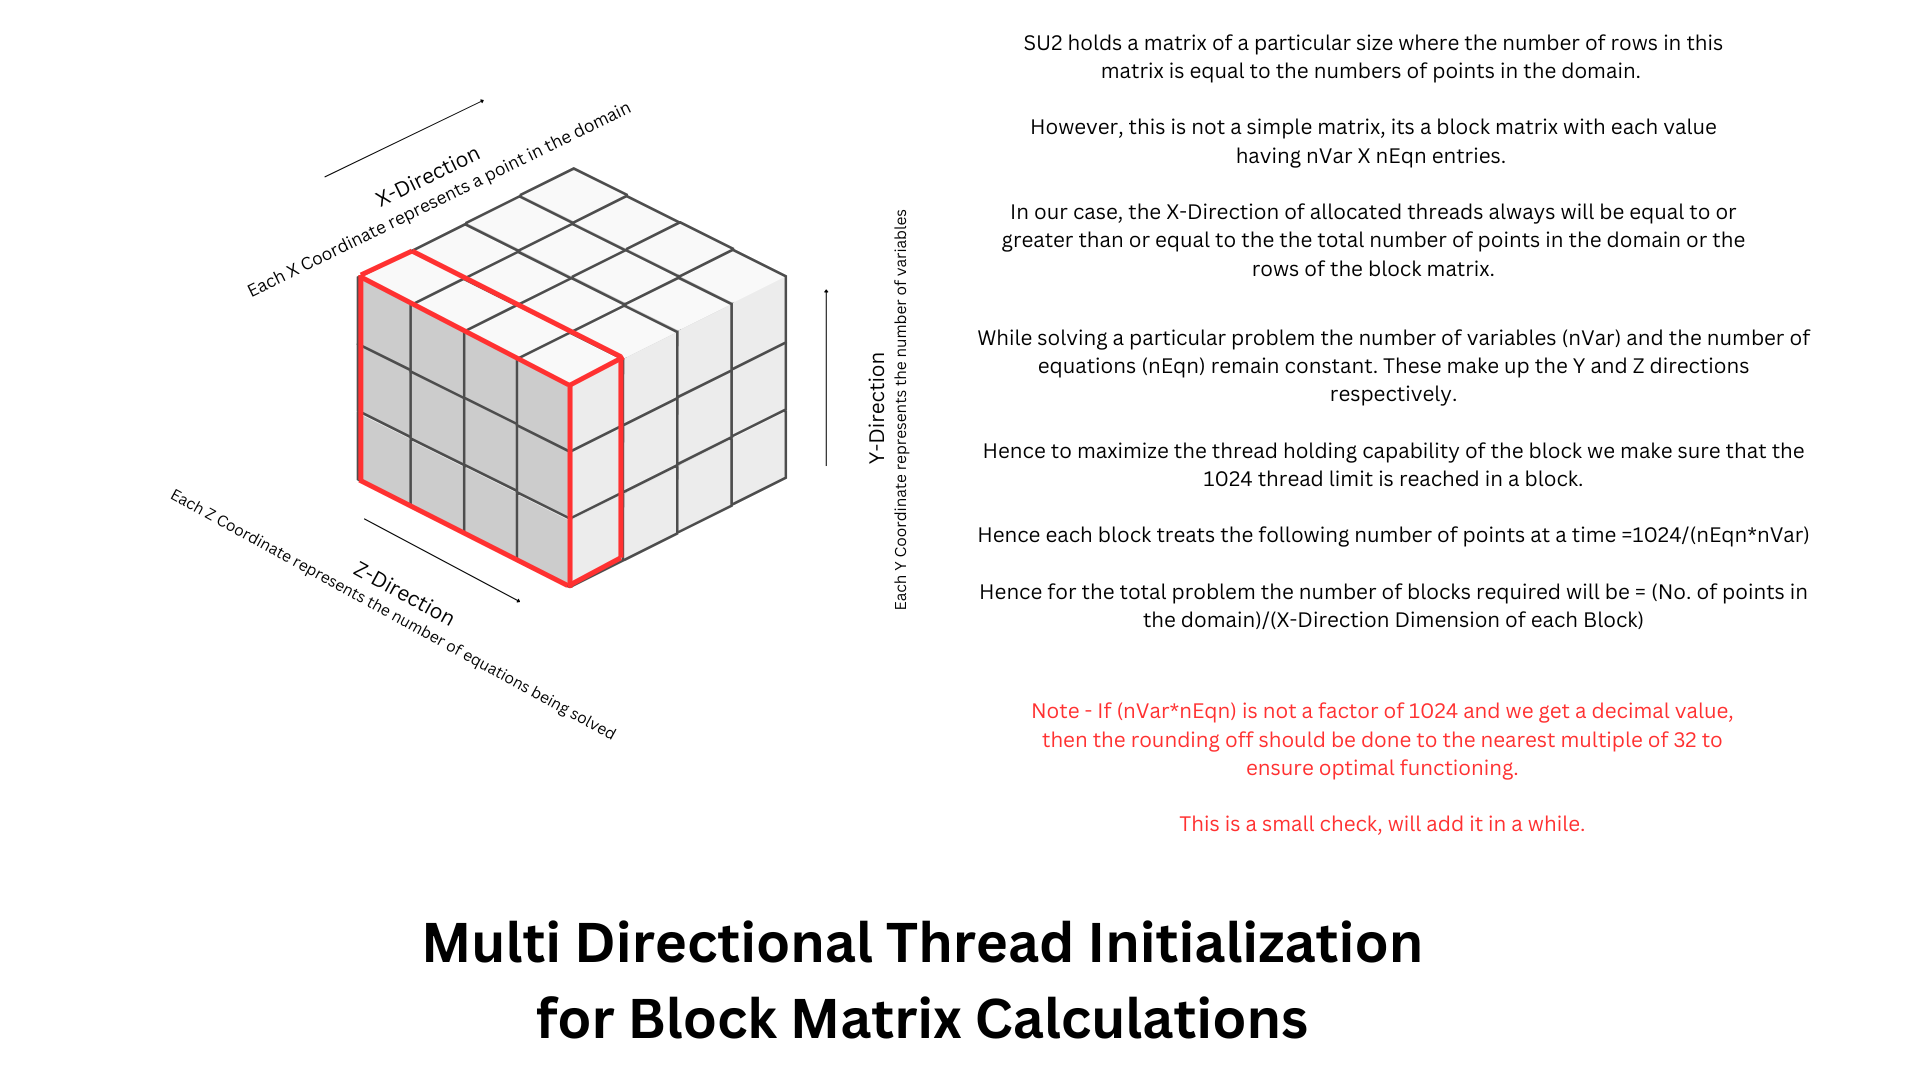 X-Direction
Each X Coordinate represents a point in the domain
Y-Direction
Each Y Coordinate represents the number of variables
Z-Direction
Each Z Coordinate represents the number of equations being solved
SU2 holds a matrix of a particular size where the number of rows in this
matrix is equal to the numbers of points in the domain.
However, this is not a simple matrix, its a block matrix with each value
having nVar X nEqn entries.
In our case, the X-Direction of allocated threads always will be equal to or
greater than or equal to the the total number of points in the domain or the
rows of the block matrix.
While solving a particular problem the number of variables (nVar) and the number of
equations (nEqn) remain constant. These make up the Y and Z directions
respectively.
Hence to maximize the thread holding capability of the block we make sure that the
1024 thread limit is reached in a block.
Hence each block treats the following number of points at a time =1024/(nEqn*nVar)
Hence for the total problem the number of blocks required will be = (No. of points in
the domain)/(X-Direction Dimension of each Block)
Note - If (nVar*nEqn) is not a factor of 1024 and we get a decimal value,
then the rounding off should be done to the nearest multiple of 32 to
ensure optimal functioning.
This is a small check, will add it in a while.
Multi Directional Thread Initialization
for Block Matrix Calculations